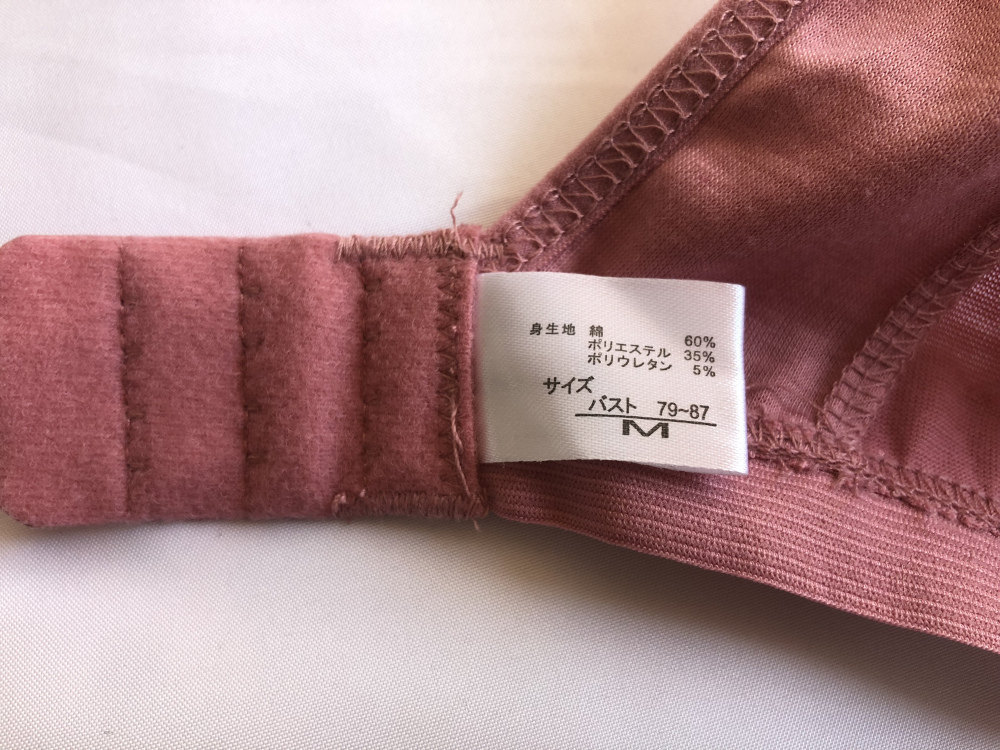 身生地 綿 60%
ポリエステル 35%
ポリウレタン 5%
サイズ
バスト 79~87
M